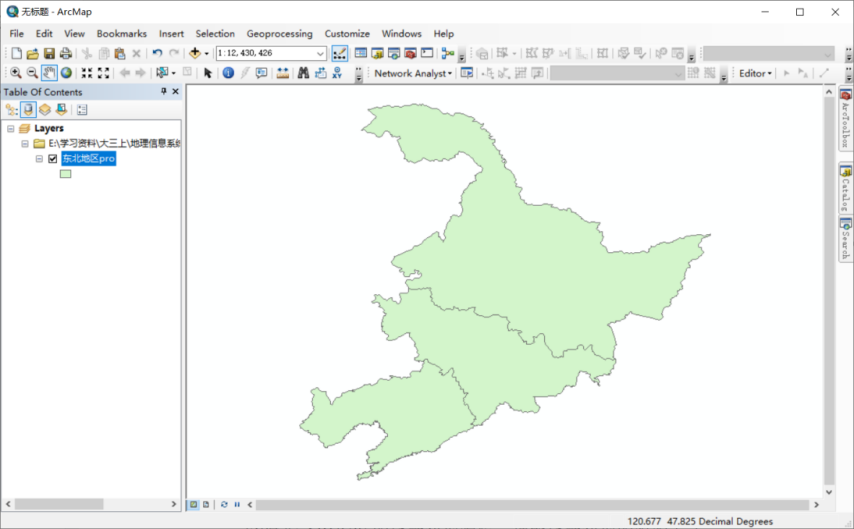 无标题 - ArcMap
File Edit View Bookmarks Insert Selection Geoprocessing Customize Windows Help
1:12,430,426
Network Analyst
Editor
Table Of Contents
Layers
E:\学习资料\大三上\地理信息系统
东北地区pro
ArcToolbox
Catalog
Search
120.677 47.825 Decimal Degrees